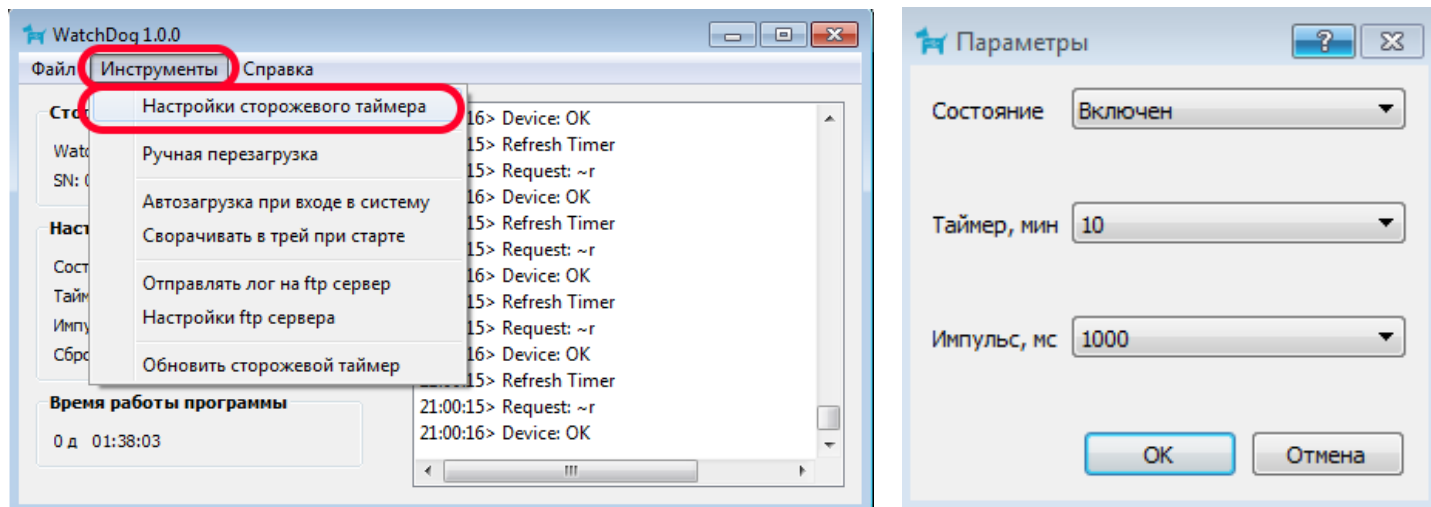 WatchDog 1.0.0
Файл Инструменты Справка
Настройки сторожевого таймера
Ручная перезагрузка
Автозагрузка при входе в систему
Сворачивать в трей при старте
Отправлять лог на ftp сервер
Настройки ftp сервера
Обновить сторожевой таймер
SN:
Время работы программы
0 д 01:38:03
16> Device: OK
15> Refresh Timer
15> Request: ~r
16> Device: OK
15> Refresh Timer
15> Request: ~r
16> Device: OK
15> Refresh Timer
15> Request: ~r
16> Device: OK
15> Refresh Timer
21:00:15> Request: ~r
21:00:16> Device: OK
Параметры
Состояние Включен
Таймер, мин 10
Импульс, мс 1000
OK Отмена